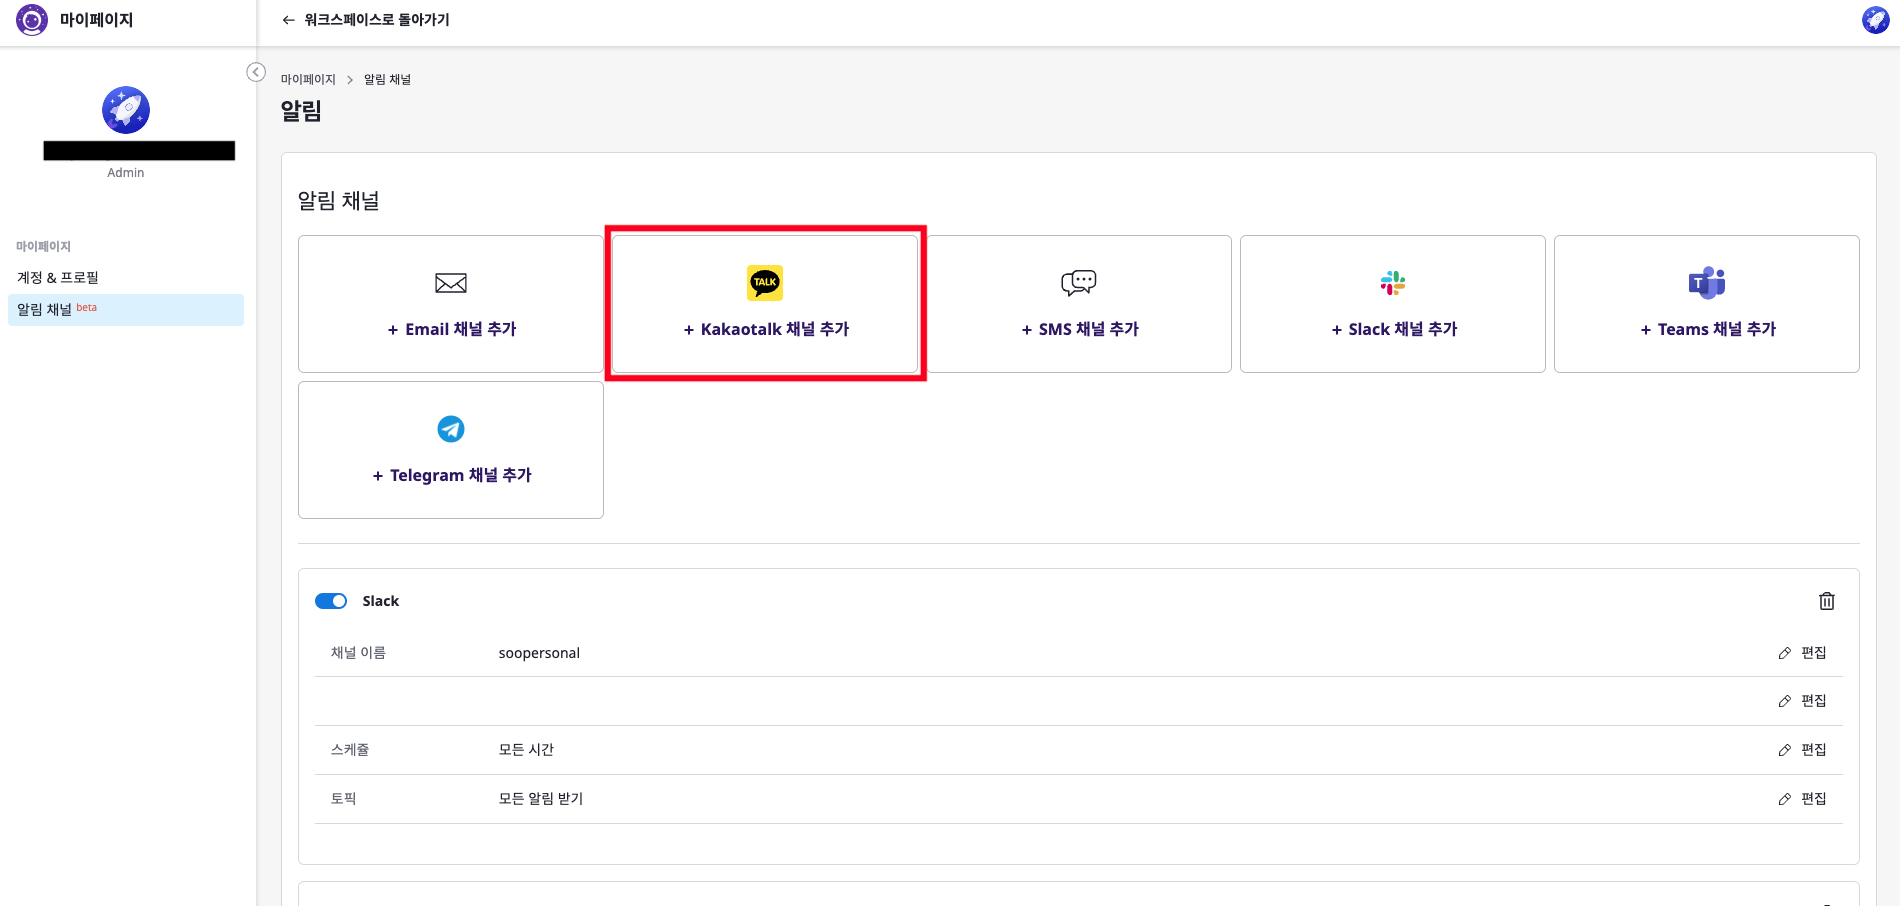 마이페이지
워크스페이스로 돌아가기
Admin
마이페이지
계정 & 프로필
알림 채널 beta
마이페이지 > 알림 채널
알림
알림 채널
+ Email 채널 추가
TALK
+ Kakaotalk 채널 추가
+ SMS 채널 추가
+ Slack 채널 추가
T
+ Teams 채널 추가
+ Telegram 채널 추가
Slack
채널 이름 soopersonal 편집
편집
스케쥴 모든 시간 편집
토픽 모든 알림 받기 편집